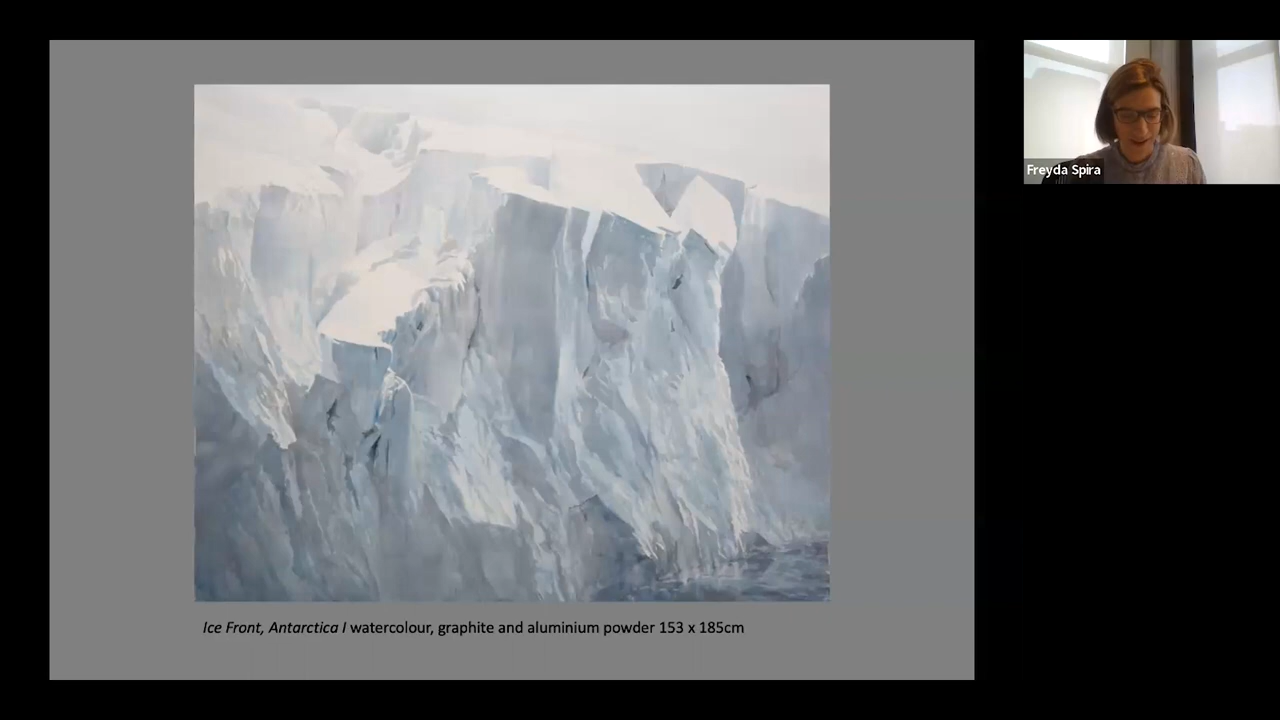 Freyda Spira
Ice Front, Antarctica I watercolour, graphite and aluminium powder 153 x 185cm